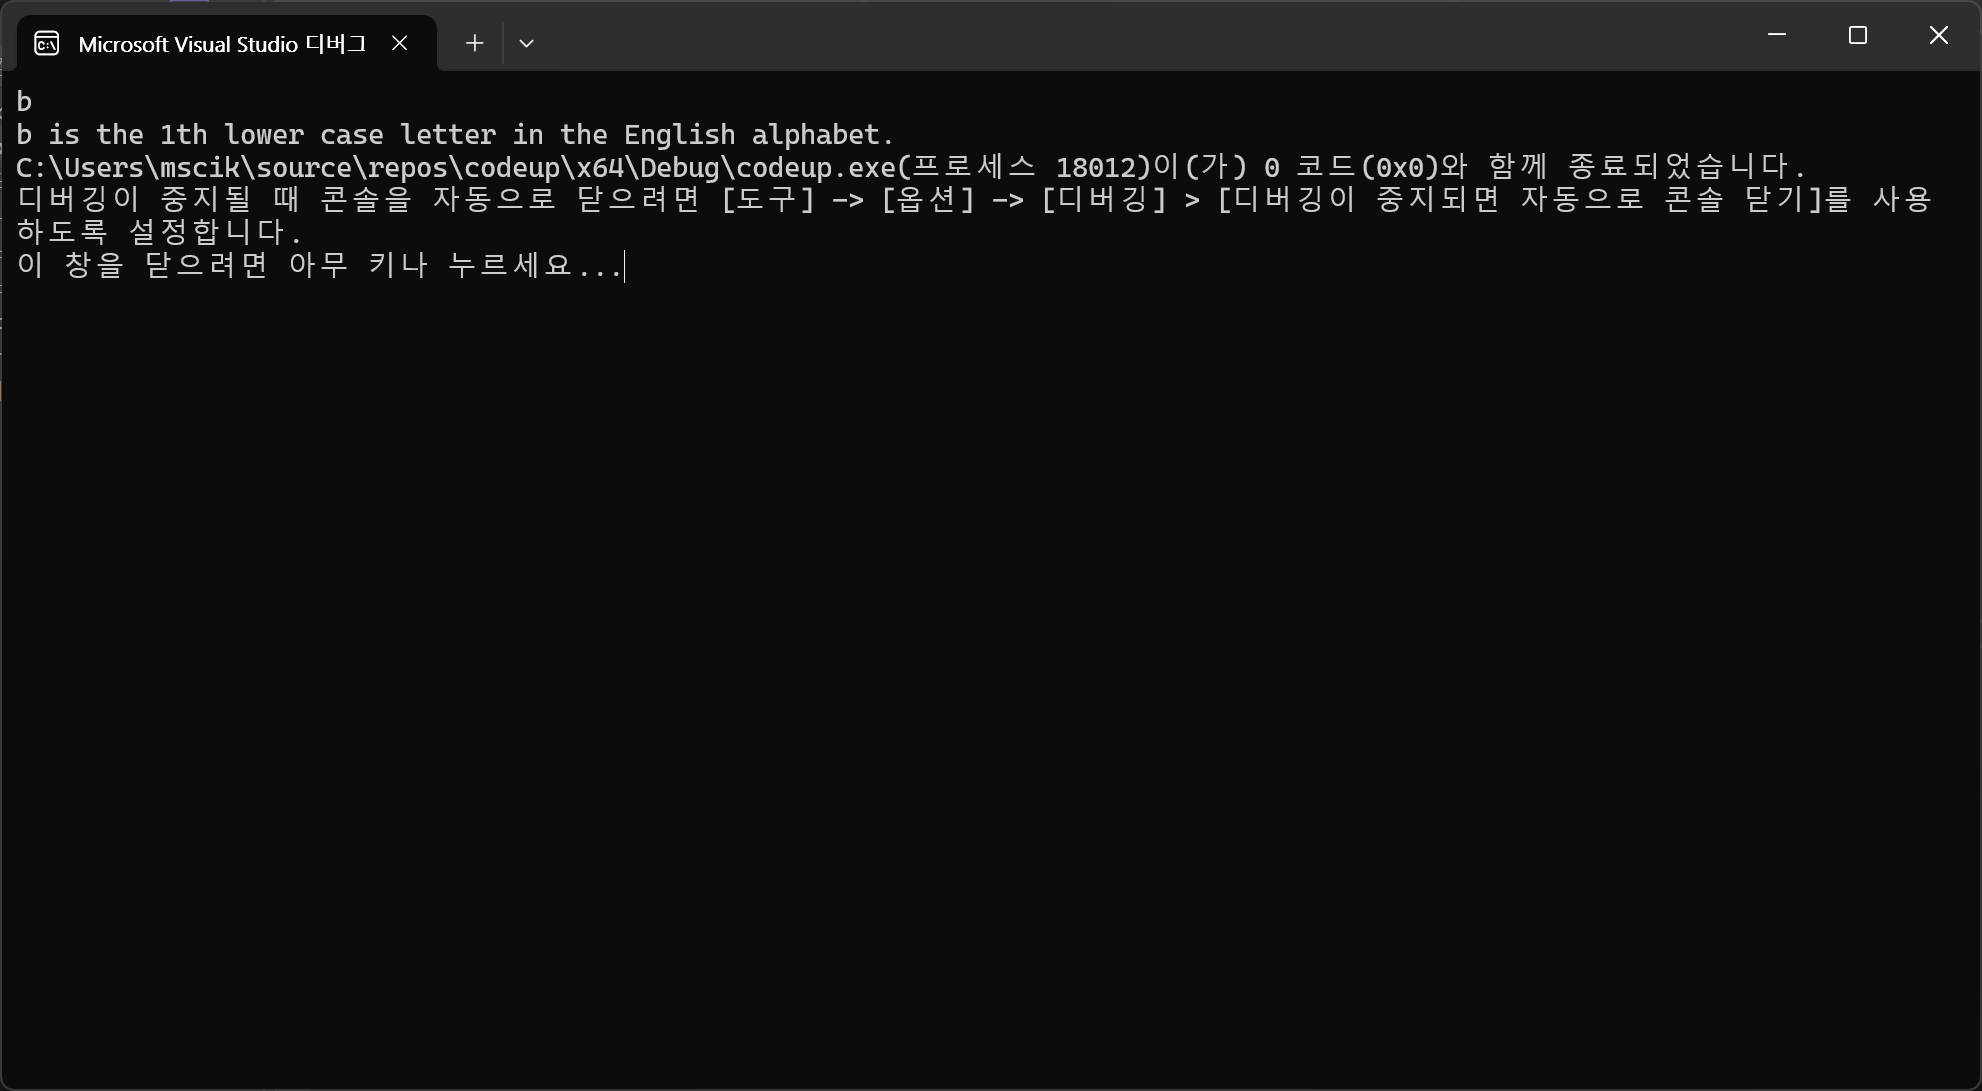 Microsoft Visual Studio 디버그
b
b is the 1th lower case letter in the English alphabet.
C:\Users\mscik\source\repos\codeup\x64\Debug\codeup.exe(프로세스 18012)이(가) 0 코드(0x0)와 함께 종료되었습니다.
디버깅이 중지될 때 콘솔을 자동으로 닫으려면 [도구] -> [옵션] -> [디버깅] > [디버깅이 중지되면 자동으로 콘솔 닫기]를 사용
하도록 설정합니다.
이 창을 닫으려면 아무 키나 누르세요...